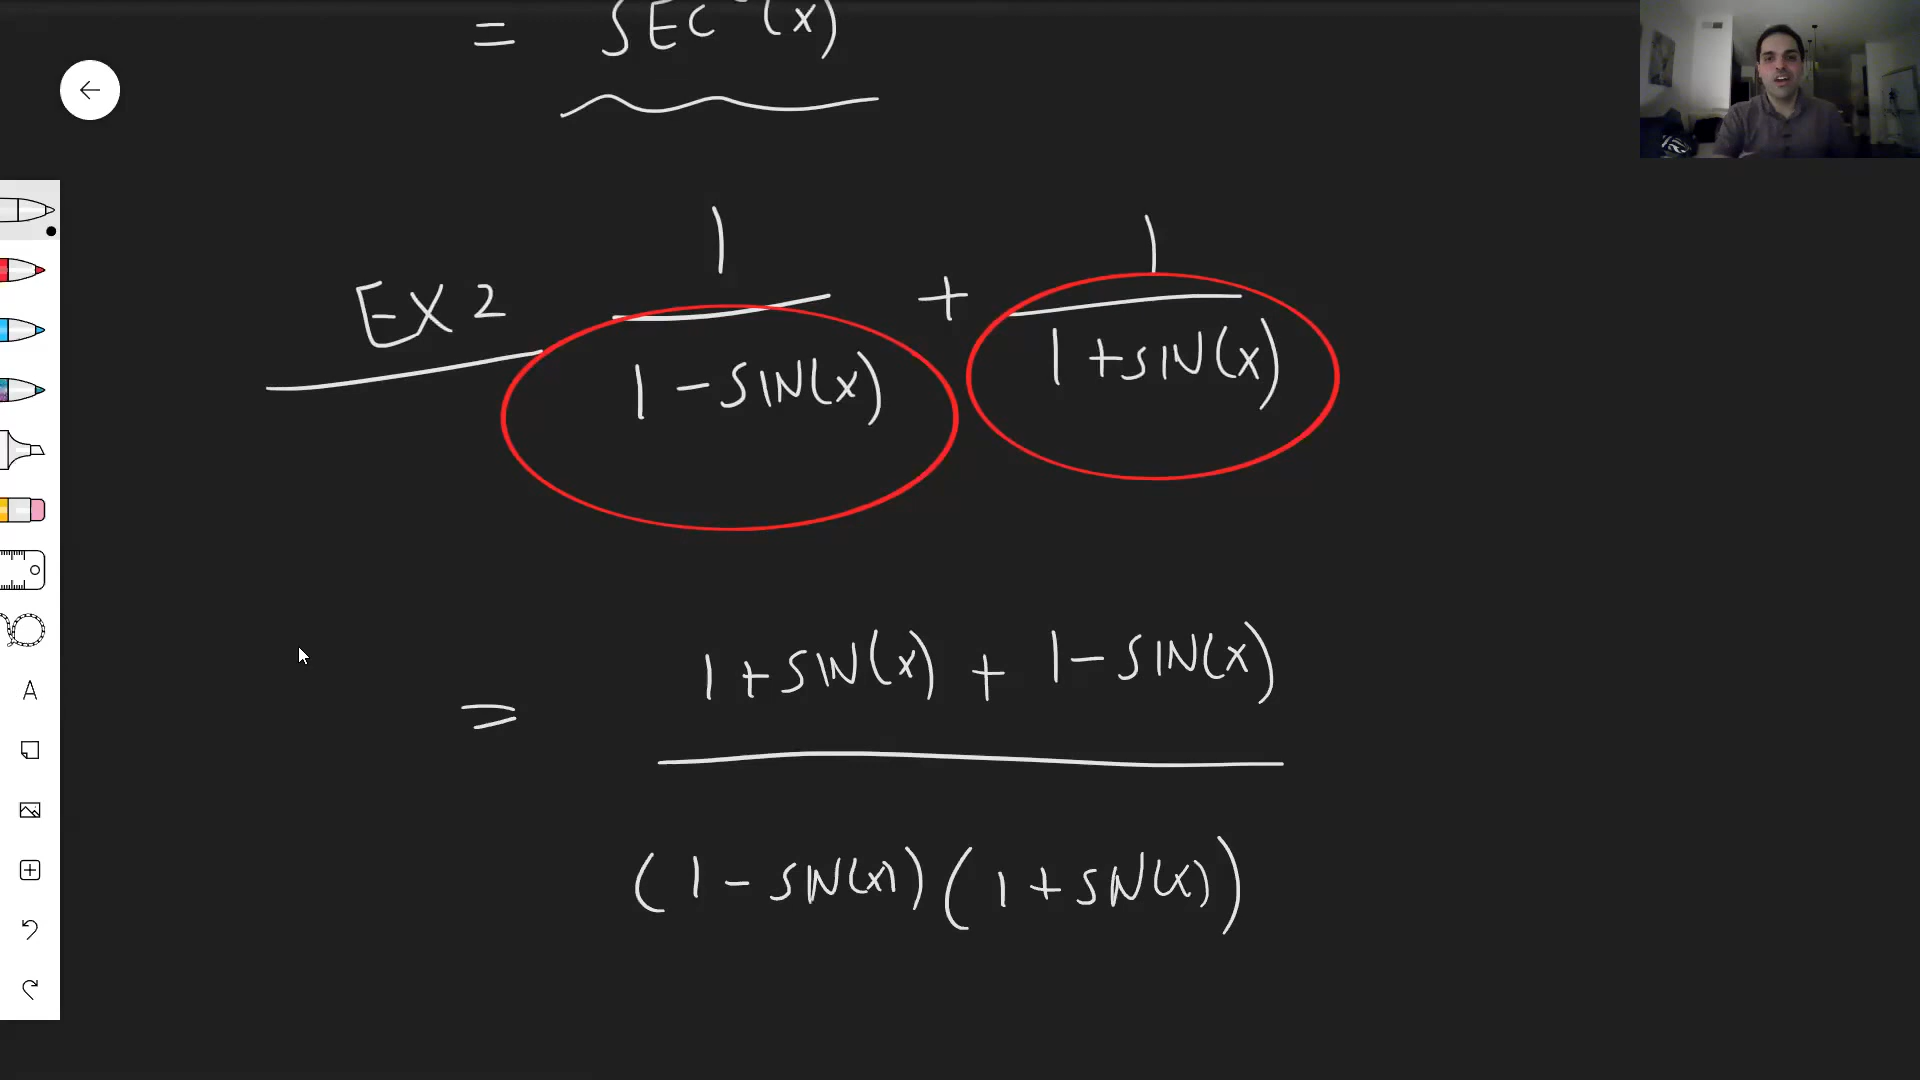 = SEC²(x)
EX 2 1/(1 - SIN(x)) + 1/(1 + SIN(x))
= (1 + SIN(x) + 1 - SIN(x))/((1 - SIN(x))(1 + SIN(x)))
A